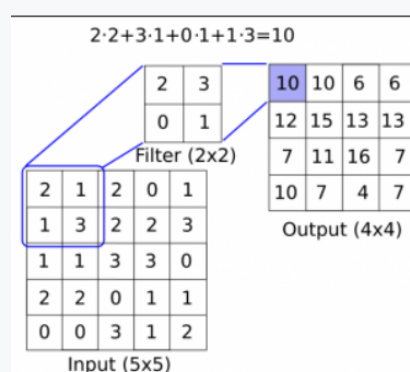 2·2+3·1+0·1+1·3=10
2 3
0 1
Filter (2x2)
10 10 6 6
12 15 13 13
7 11 16 7
10 7 4 7
Output (4x4)
2 1 2 0 1
1 3 2 2 3
1 1 3 3 0
2 2 0 1 1
0 0 3 1 2
Input (5x5)